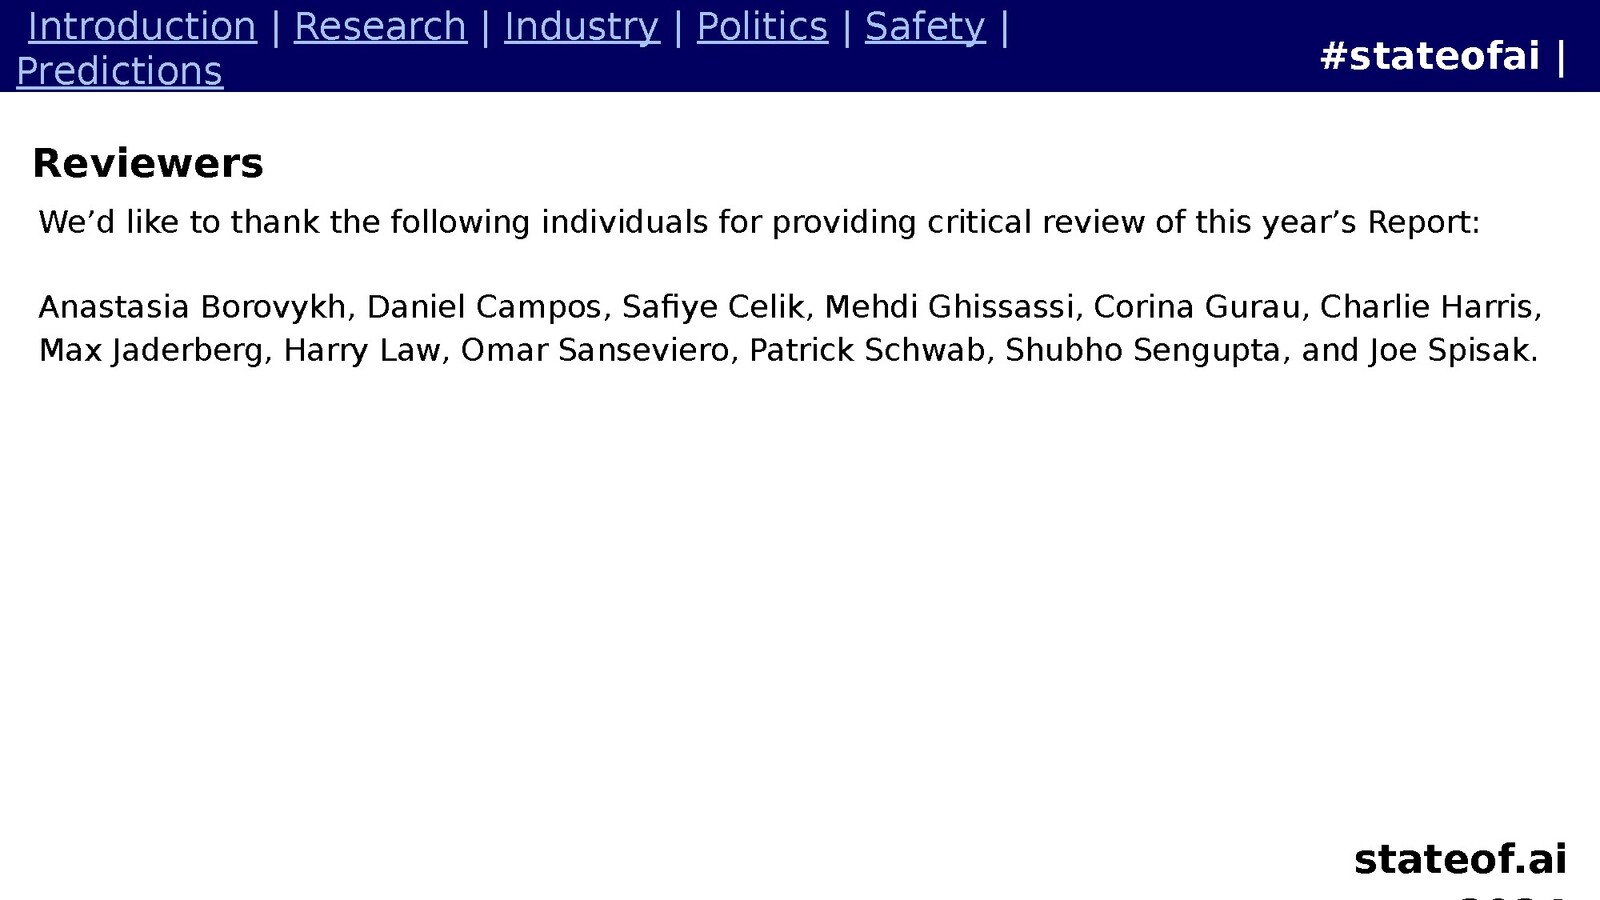 Introduction | Research | Industry | Politics | Safety |
Predictions
#stateofai |
Reviewers
We’d like to thank the following individuals for providing critical review of this year’s Report:
Anastasia Borovykh, Daniel Campos, Safiye Celik, Mehdi Ghissassi, Corina Gurau, Charlie Harris,
Max Jaderberg, Harry Law, Omar Sanseviero, Patrick Schwab, Shubho Sengupta, and Joe Spisak.
stateof.ai